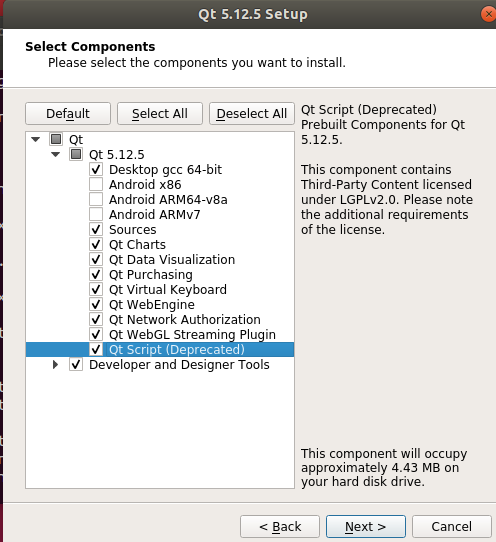 Qt 5.12.5 Setup
Select Components
Please select the components you want to install.
Default
Select All
Deselect All
Qt
Qt 5.12.5
Desktop gcc 64-bit
Android x86
Android ARM64-v8a
Android ARMv7
Sources
Qt Charts
Qt Data Visualization
Qt Purchasing
Qt Virtual Keyboard
Qt WebEngine
Qt Network Authorization
Qt WebGL Streaming Plugin
Qt Script (Deprecated)
Developer and Designer Tools
Qt Script (Deprecated)
Prebuilt Components for Qt
5.12.5.
This component contains
Third-Party Content licensed
under LGPLv2.0. Please note
the additional requirements
of the license.
This component will occupy
approximately 4.43 MB on
your hard disk drive.
< Back
Next >
Cancel